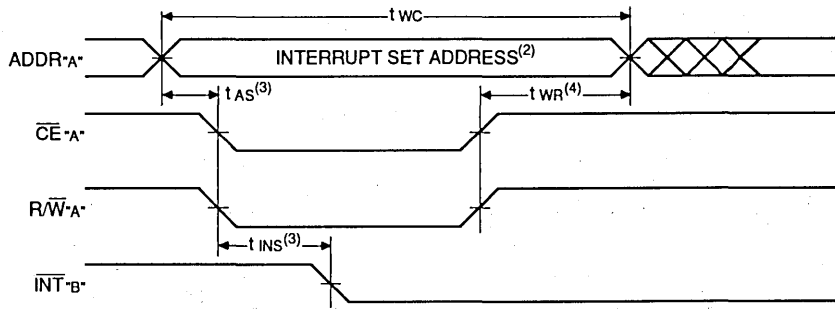 t WC
ADDR"A"
INTERRUPT SET ADDRESS(2)
t AS(3)
t WR(4)
CE "A"
R/W"A"
t INS(3)
INT"B"